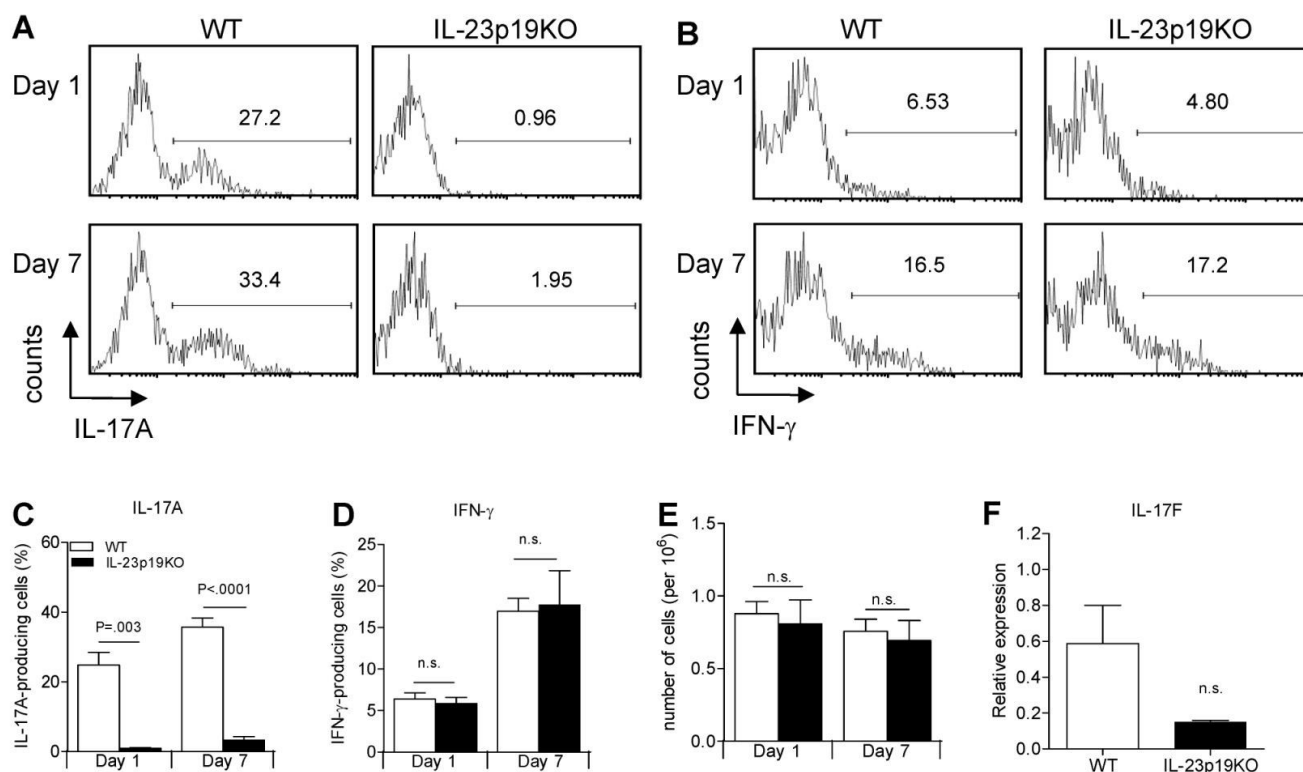 A
WT
IL-23p19KO
Day 1
27.2
0.96
Day 7
33.4
1.95
counts
IL-17A
B
WT
IL-23p19KO
Day 1
6.53
4.80
Day 7
16.5
17.2
counts
IFN-γ
C
IL-17A
IL-17A-producing cells (%)
60
40
20
0
WT
IL-23p19KO
P=.003
P<.0001
Day 1
Day 7
D
IFN-γ
IFN-γ-producing cells (%)
25
20
15
10
5
0
n.s.
n.s.
Day 1
Day 7
E
number of cells (per 10⁶)
1.5
1.0
0.5
0.0
n.s.
n.s.
Day 1
Day 7
F
IL-17F
Relative expression
1.2
1.0
0.8
0.6
0.4
0.2
0.0
n.s.
WT
IL-23p19KO